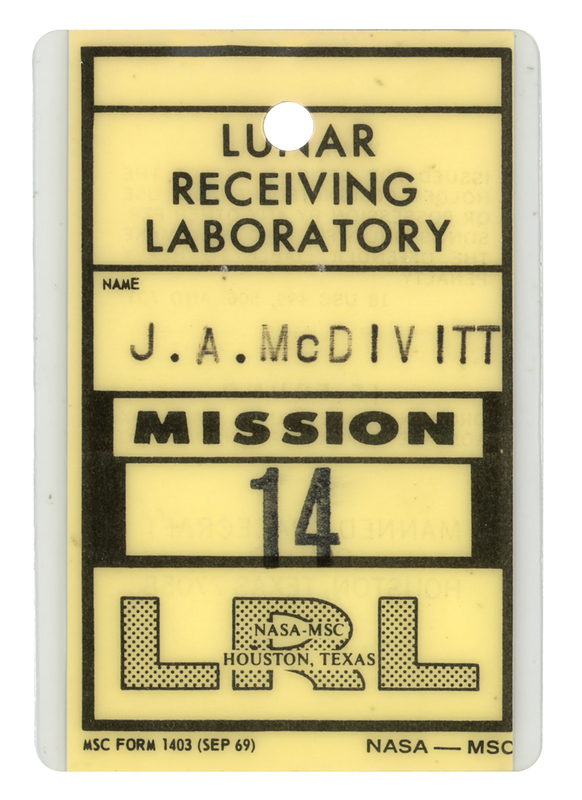 LUNAR
RECEIVING
LABORATORY
NAME
J.A.McDIVITT
MISSION
14
LRL
NASA-MSC
HOUSTON, TEXAS
MSC FORM 1403 (SEP 69)
NASA — MSC